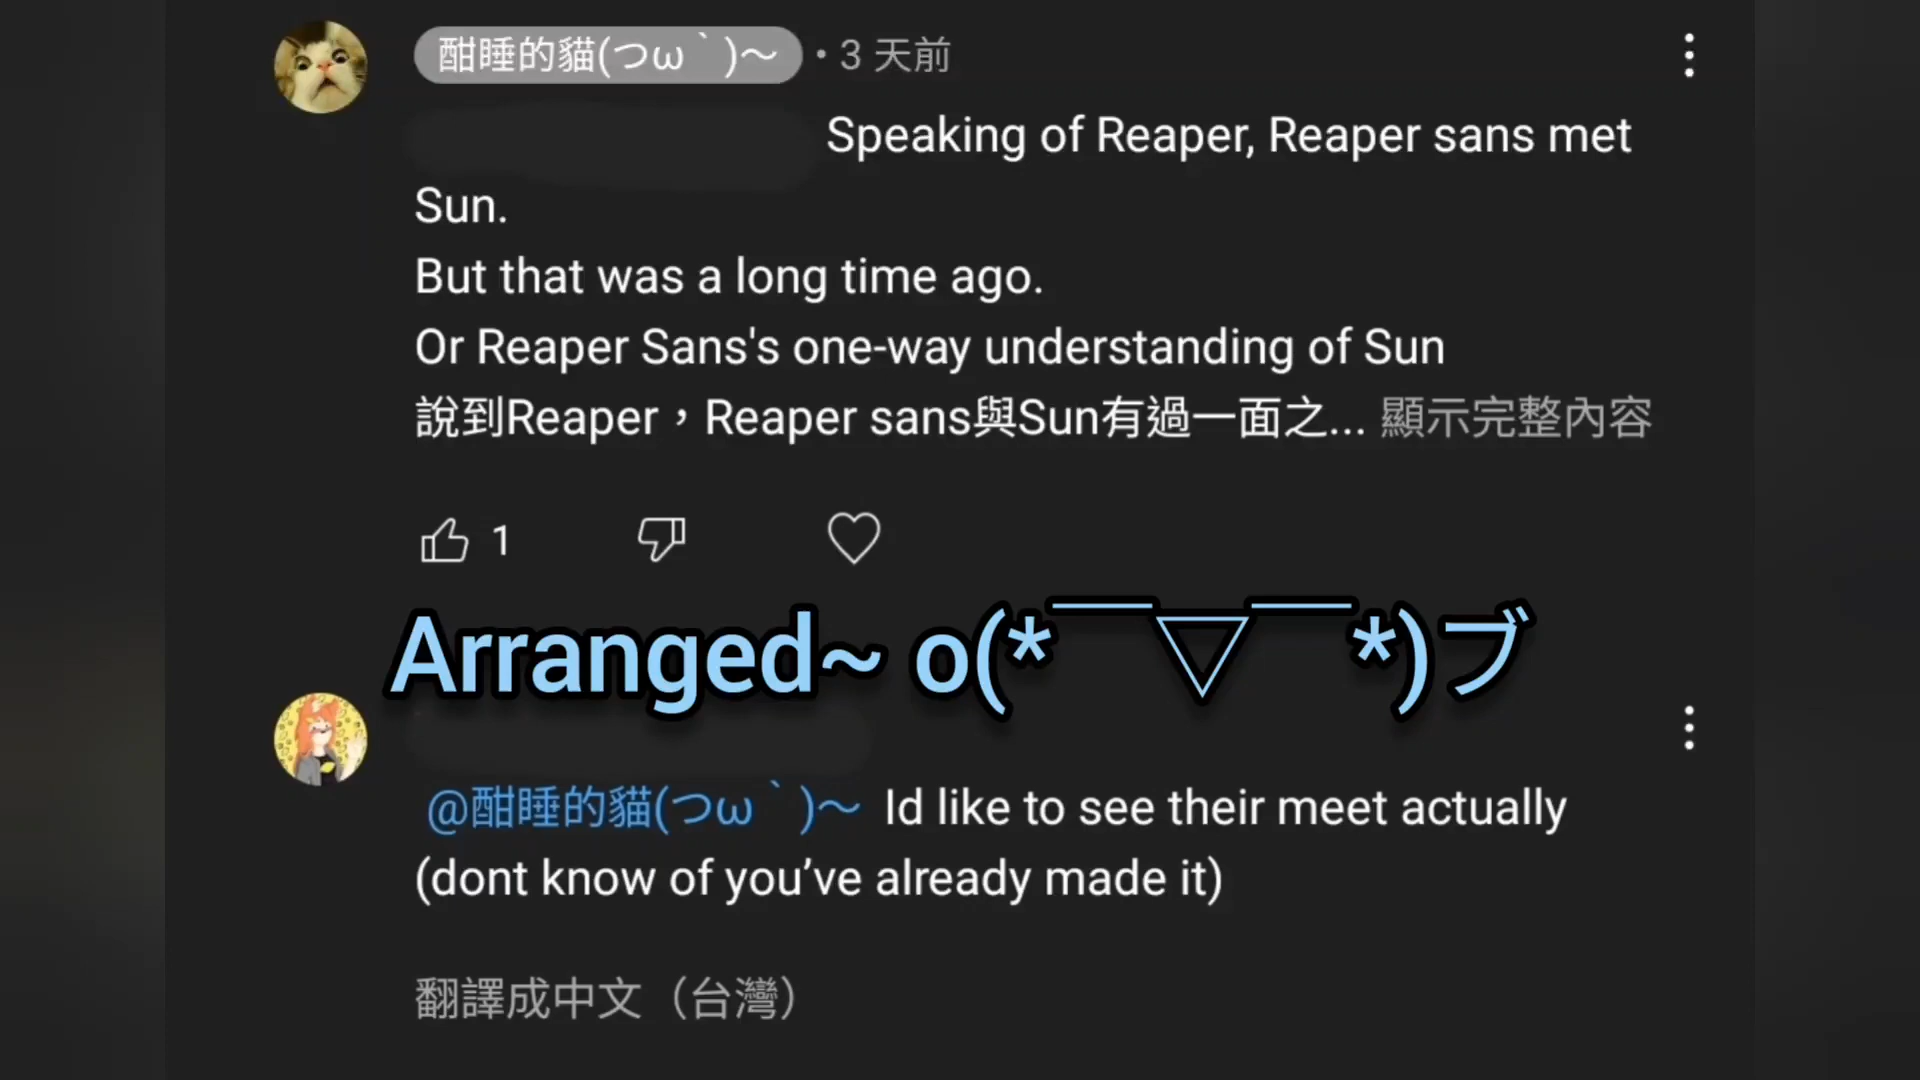 酣睡的貓(つω｀)～ • 3 天前
Speaking of Reaper, Reaper sans met
Sun.
But that was a long time ago.
Or Reaper Sans's one-way understanding of Sun
說到Reaper，Reaper sans與Sun有過一面之... 顯示完整內容
1
Arranged~ o(*￣▽￣*)ブ
@酣睡的貓(つω｀)～ Id like to see their meet actually
(dont know of you’ve already made it)
翻譯成中文（台灣）